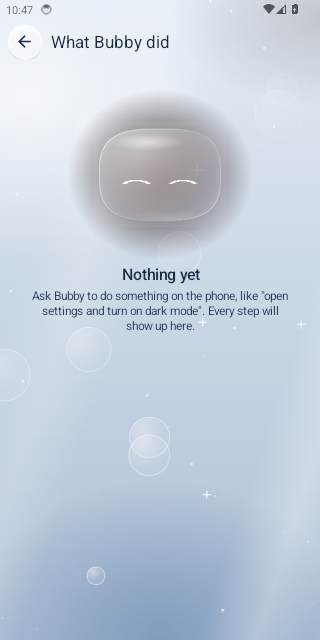 10:47
What Bubby did
Nothing yet
Ask Bubby to do something on the phone, like "open
settings and turn on dark mode". Every step will
show up here.